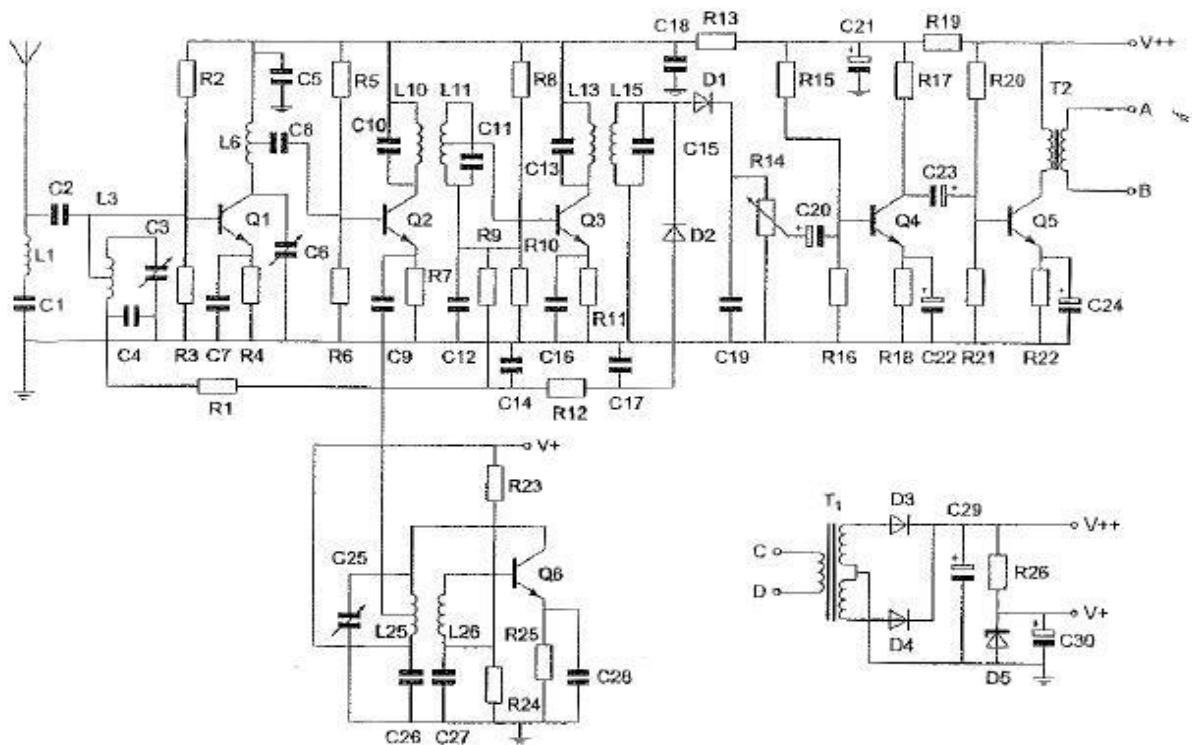 C18 R13 C21 R19
V++
R2 C5 R5 L10 L11 R8 L13 L15 D1 R15 R17 R20 T2
C8 C10 C11 A
L6 C13 C15 R14 C23
C2 L3 B
C3 Q1 Q2 Q3 C20 Q4 Q5
L1 C6 R9 R10 D2
R7
C1 R11 C24
C4 R3 C7 R4 R6 C9 C12 C16 C19 R16 R18 C22 R21 R22
R1 C14 R12 C17
V+
R23
T1 D3 C29 V++
C25 Q6 C
D R26
L25 L26 R25 V+
D4 C30
R24 C28 D5
C26 C27